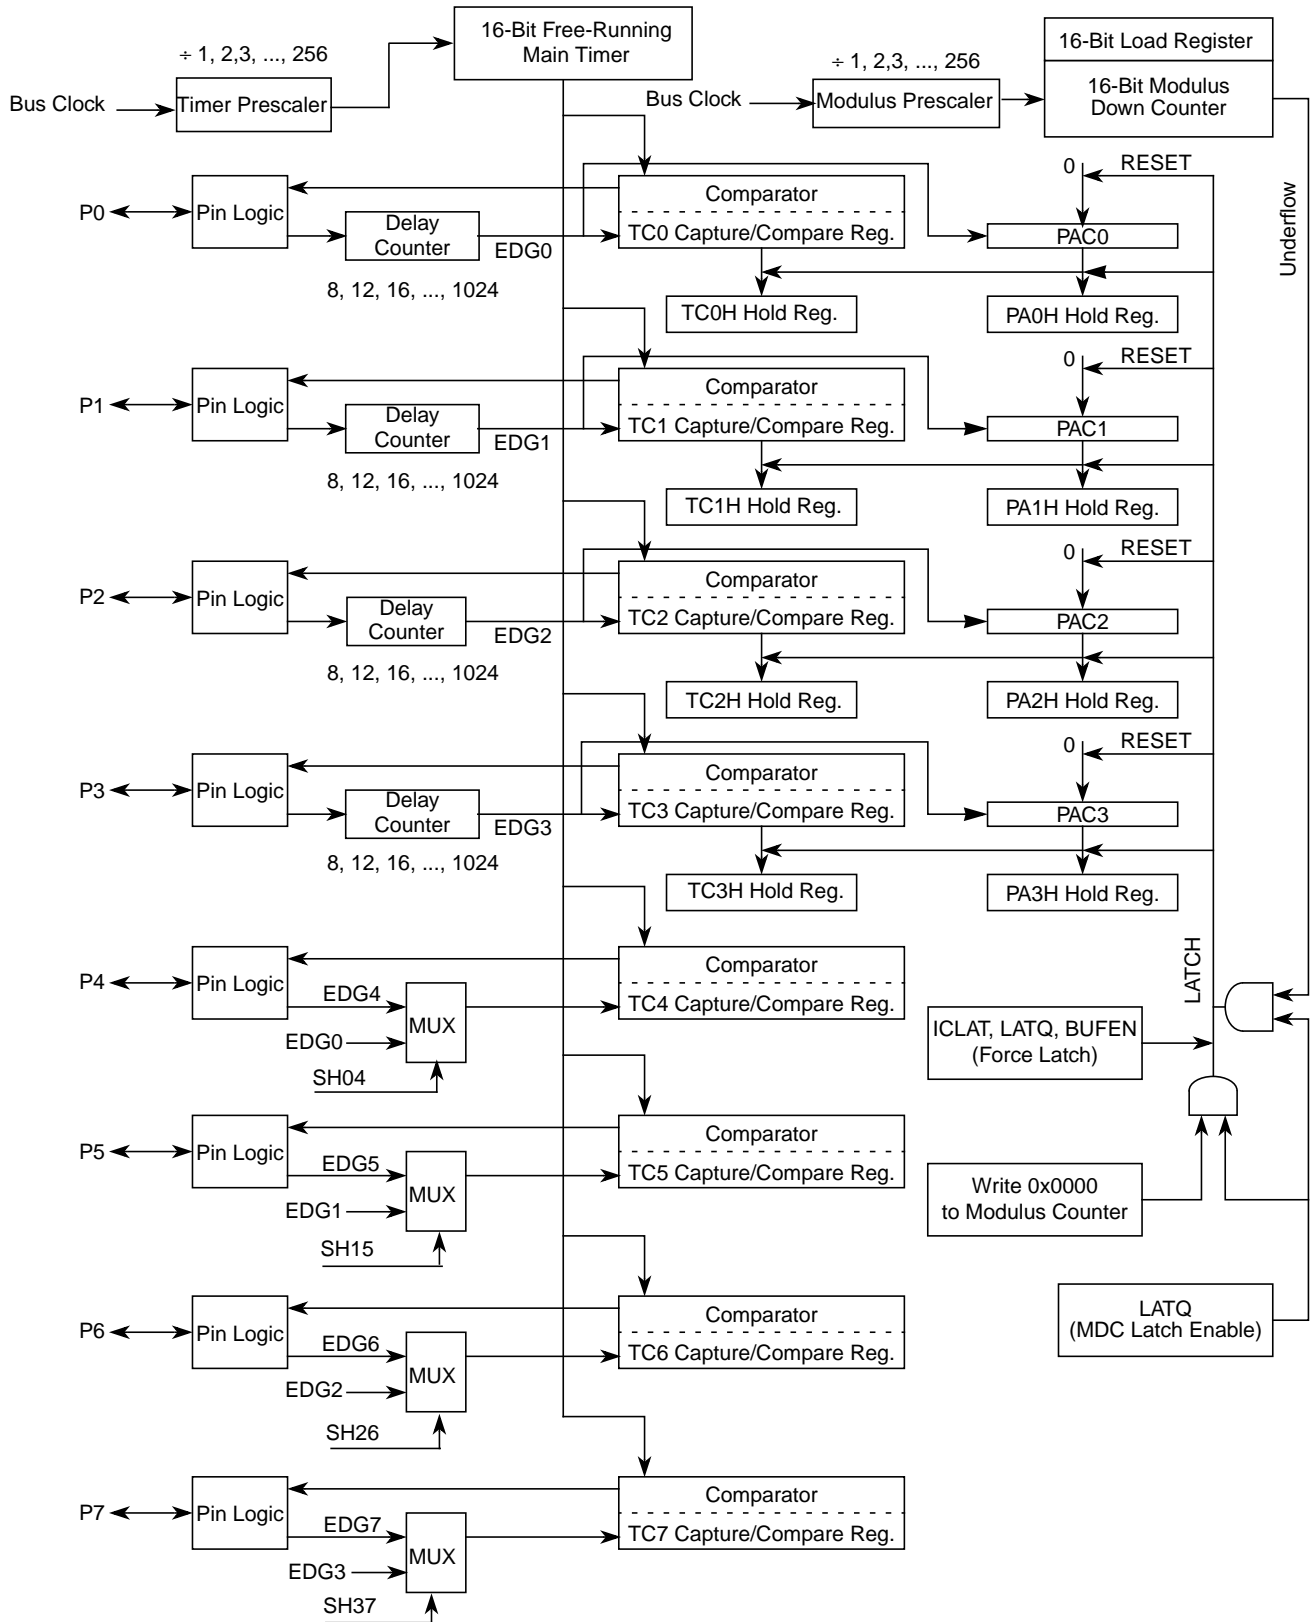 16-Bit Free-Running
Main Timer
÷ 1, 2,3, ..., 256
Bus Clock
Timer Prescaler
÷ 1, 2,3, ..., 256
Bus Clock
Modulus Prescaler
16-Bit Load Register
16-Bit Modulus
Down Counter
Underflow
P0
Pin Logic
Delay
Counter
EDG0
8, 12, 16, ..., 1024
Comparator
TC0 Capture/Compare Reg.
TC0H Hold Reg.
0
RESET
PAC0
PA0H Hold Reg.
P1
Pin Logic
Delay
Counter
EDG1
8, 12, 16, ..., 1024
Comparator
TC1 Capture/Compare Reg.
TC1H Hold Reg.
0
RESET
PAC1
PA1H Hold Reg.
P2
Pin Logic
Delay
Counter
EDG2
8, 12, 16, ..., 1024
Comparator
TC2 Capture/Compare Reg.
TC2H Hold Reg.
0
RESET
PAC2
PA2H Hold Reg.
P3
Pin Logic
Delay
Counter
EDG3
8, 12, 16, ..., 1024
Comparator
TC3 Capture/Compare Reg.
TC3H Hold Reg.
0
RESET
PAC3
PA3H Hold Reg.
P4
Pin Logic
EDG4
EDG0
MUX
SH04
Comparator
TC4 Capture/Compare Reg.
LATCH
ICLAT, LATQ, BUFEN
(Force Latch)
P5
Pin Logic
EDG5
EDG1
MUX
SH15
Comparator
TC5 Capture/Compare Reg.
Write 0x0000
to Modulus Counter
P6
Pin Logic
EDG6
EDG2
MUX
SH26
Comparator
TC6 Capture/Compare Reg.
LATQ
(MDC Latch Enable)
P7
Pin Logic
EDG7
EDG3
MUX
SH37
Comparator
TC7 Capture/Compare Reg.